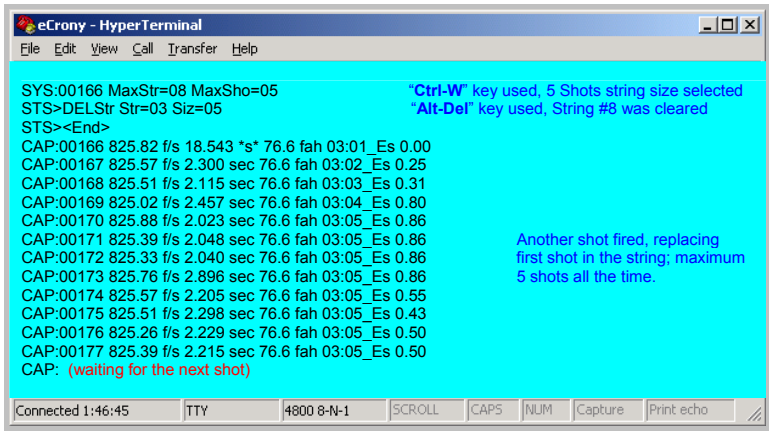 eCrony - HyperTerminal
File Edit View Call Transfer Help
SYS:00166 MaxStr=08 MaxSho=05 “Ctrl-W” key used, 5 Shots string size selected
STS>DELStr Str=03 Siz=05 “Alt-Del” key used, String #8 was cleared
STS><End>
CAP:00166 825.82 f/s 18.543 *s* 76.6 fah 03:01_Es 0.00
CAP:00167 825.57 f/s 2.300 sec 76.6 fah 03:02_Es 0.25
CAP:00168 825.51 f/s 2.115 sec 76.6 fah 03:03_Es 0.31
CAP:00169 825.02 f/s 2.457 sec 76.6 fah 03:04_Es 0.80
CAP:00170 825.88 f/s 2.023 sec 76.6 fah 03:05_Es 0.86
CAP:00171 825.39 f/s 2.048 sec 76.6 fah 03:05_Es 0.86 Another shot fired, replacing
CAP:00172 825.33 f/s 2.040 sec 76.6 fah 03:05_Es 0.86 first shot in the string; maximum
CAP:00173 825.76 f/s 2.896 sec 76.6 fah 03:05_Es 0.86 5 shots all the time.
CAP:00174 825.57 f/s 2.205 sec 76.6 fah 03:05_Es 0.55
CAP:00175 825.51 f/s 2.298 sec 76.6 fah 03:05_Es 0.43
CAP:00176 825.26 f/s 2.229 sec 76.6 fah 03:05_Es 0.50
CAP:00177 825.39 f/s 2.215 sec 76.6 fah 03:05_Es 0.50
CAP: (waiting for the next shot)
Connected 1:46:45 TTY 4800 8-N-1 SCROLL CAPS NUM Capture Print echo